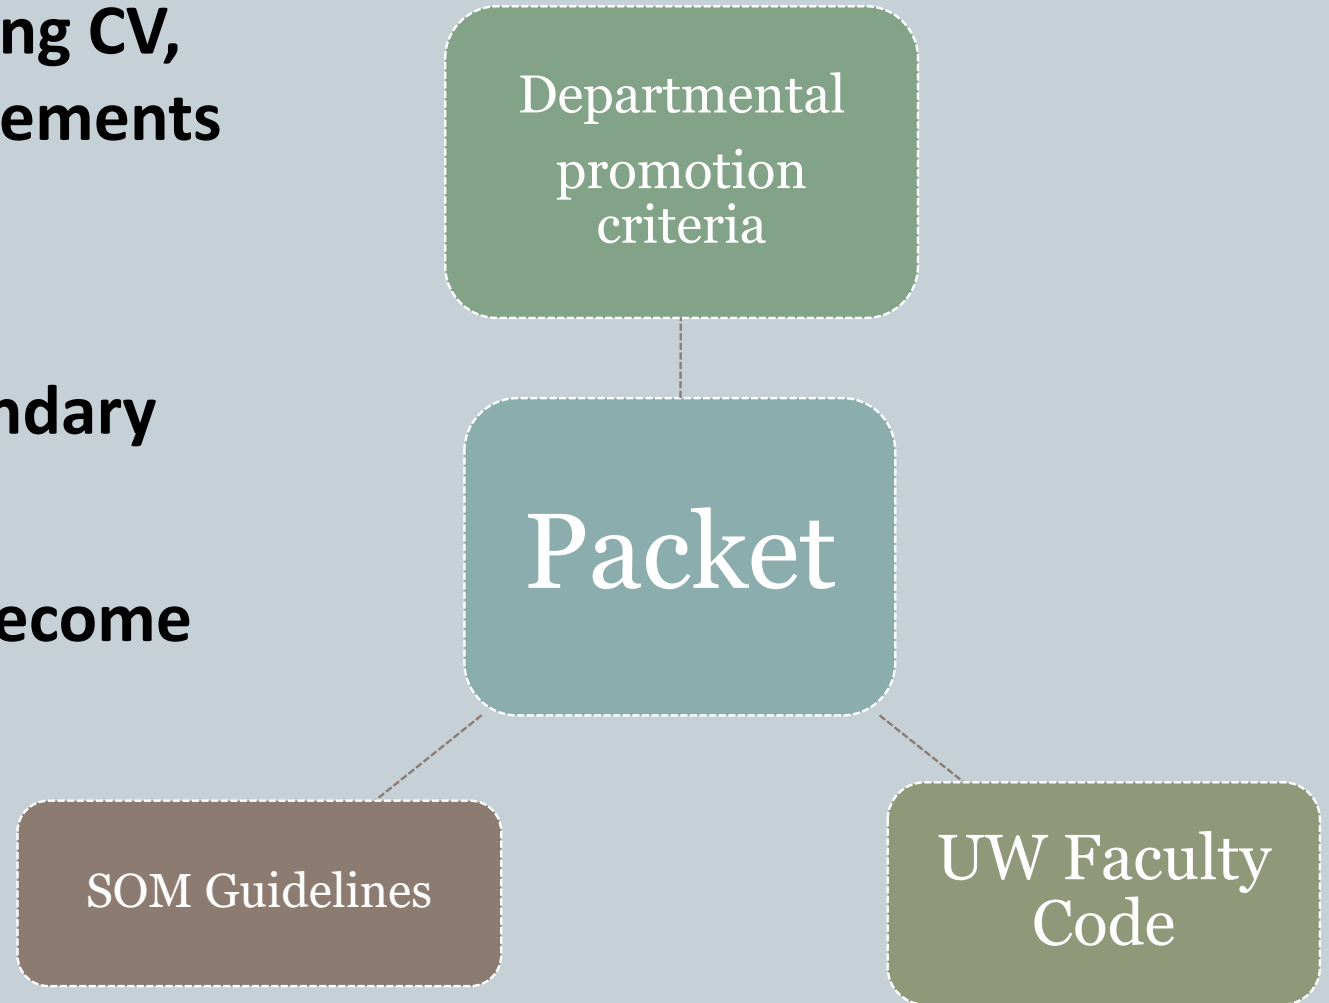 ng CV,
ements
ndary
ecome
Departmental
promotion
criteria
Packet
SOM Guidelines
UW Faculty
Code